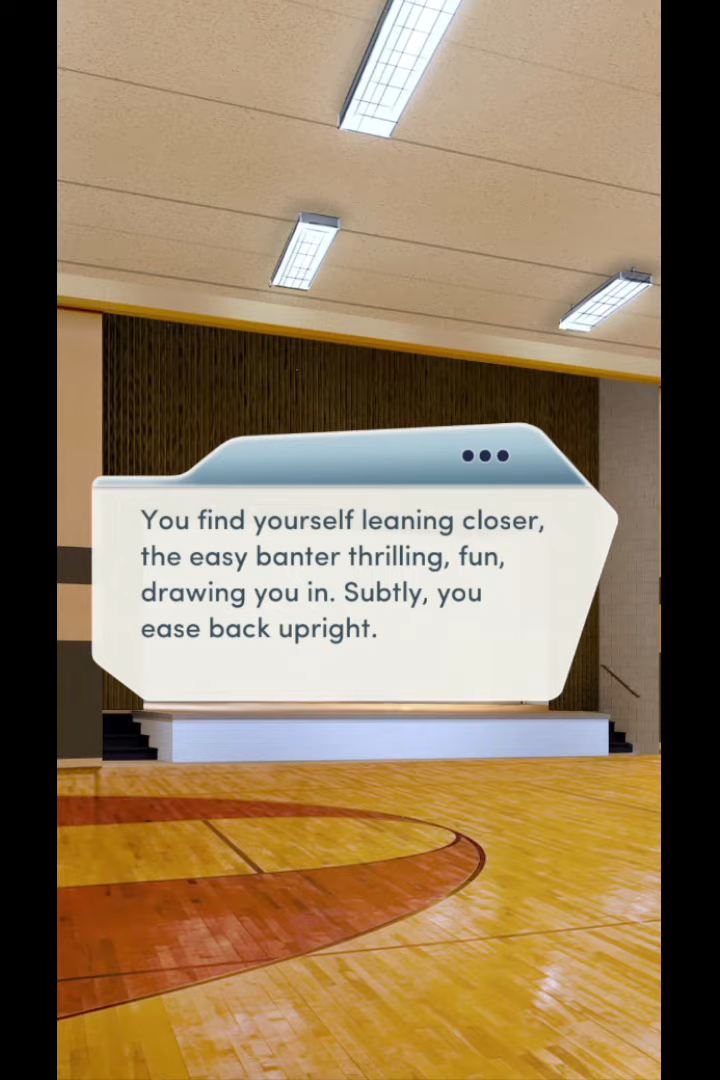 You find yourself leaning closer,
the easy banter thrilling, fun,
drawing you in. Subtly, you
ease back upright.